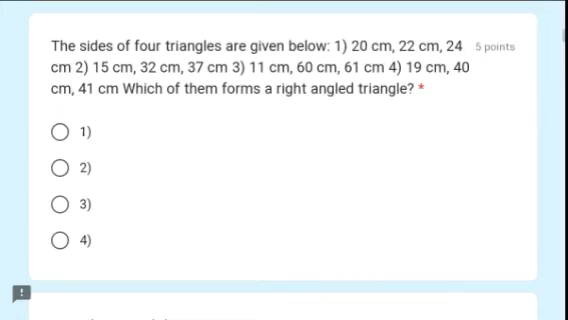 The sides of four triangles are given below: 1) 20 cm, 22 cm, 24 5 points
cm 2) 15 cm, 32 cm, 37 cm 3) 11 cm, 60 cm, 61 cm 4) 19 cm, 40
cm, 41 cm Which of them forms a right angled triangle? *
1)
2)
3)
4)
!